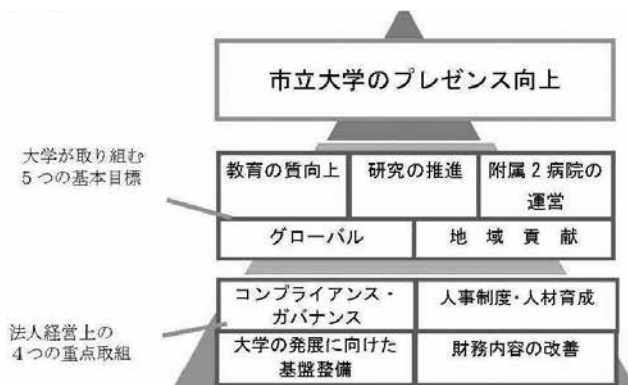 市立大学のプレゼンス向上
大学が取り組む
5つの基本目標
教育の質向上
研究の推進
附属2病院の
運営
グローバル
地域貢献
法人経営上の
4つの重点取組
コンプライアンス・
ガバナンス
人事制度・人材育成
大学の発展に向けた
基盤整備
財務内容の改善